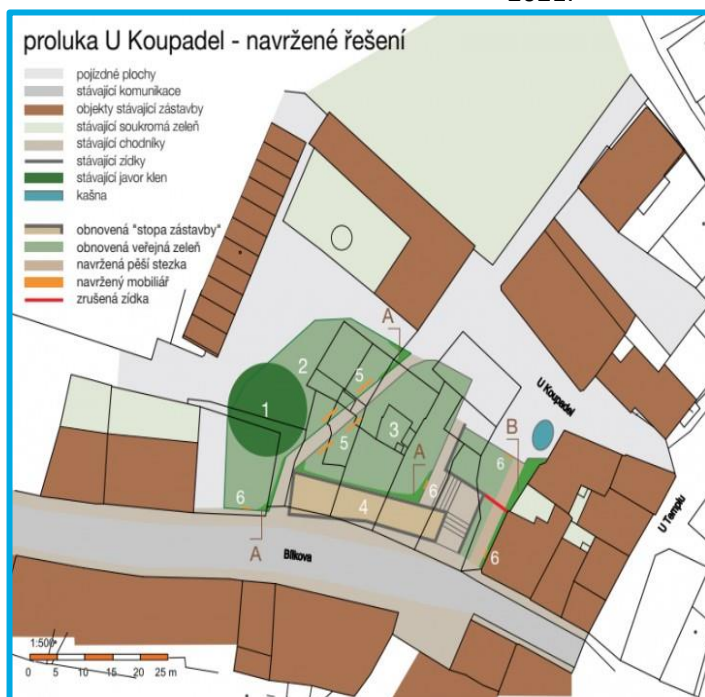 2021.
proluka U Koupadel - navržené řešení
pojízdné plochy
stávající komunikace
objekty stávající zástavby
stávající soukromá zeleň
stávající chodníky
stávající zídky
stávající javor klen
kašna
obnovená "stopa zástavby"
obnovená veřejná zeleň
navržená pěší stezka
navržený mobiliář
zrušená zídka
A
2
5
1
3
U Koupadel
B
5
A
6
6
6
4
U Templu
A
Bílkova
6
1:500
0 5 10 15 20 25 m